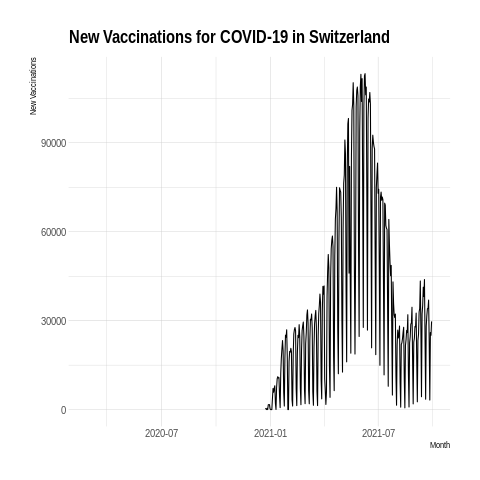 New Vaccinations for COVID-19 in Switzerland
New Vaccinations
90000
60000
30000
0
2020-07
2021-01
2021-07
Month